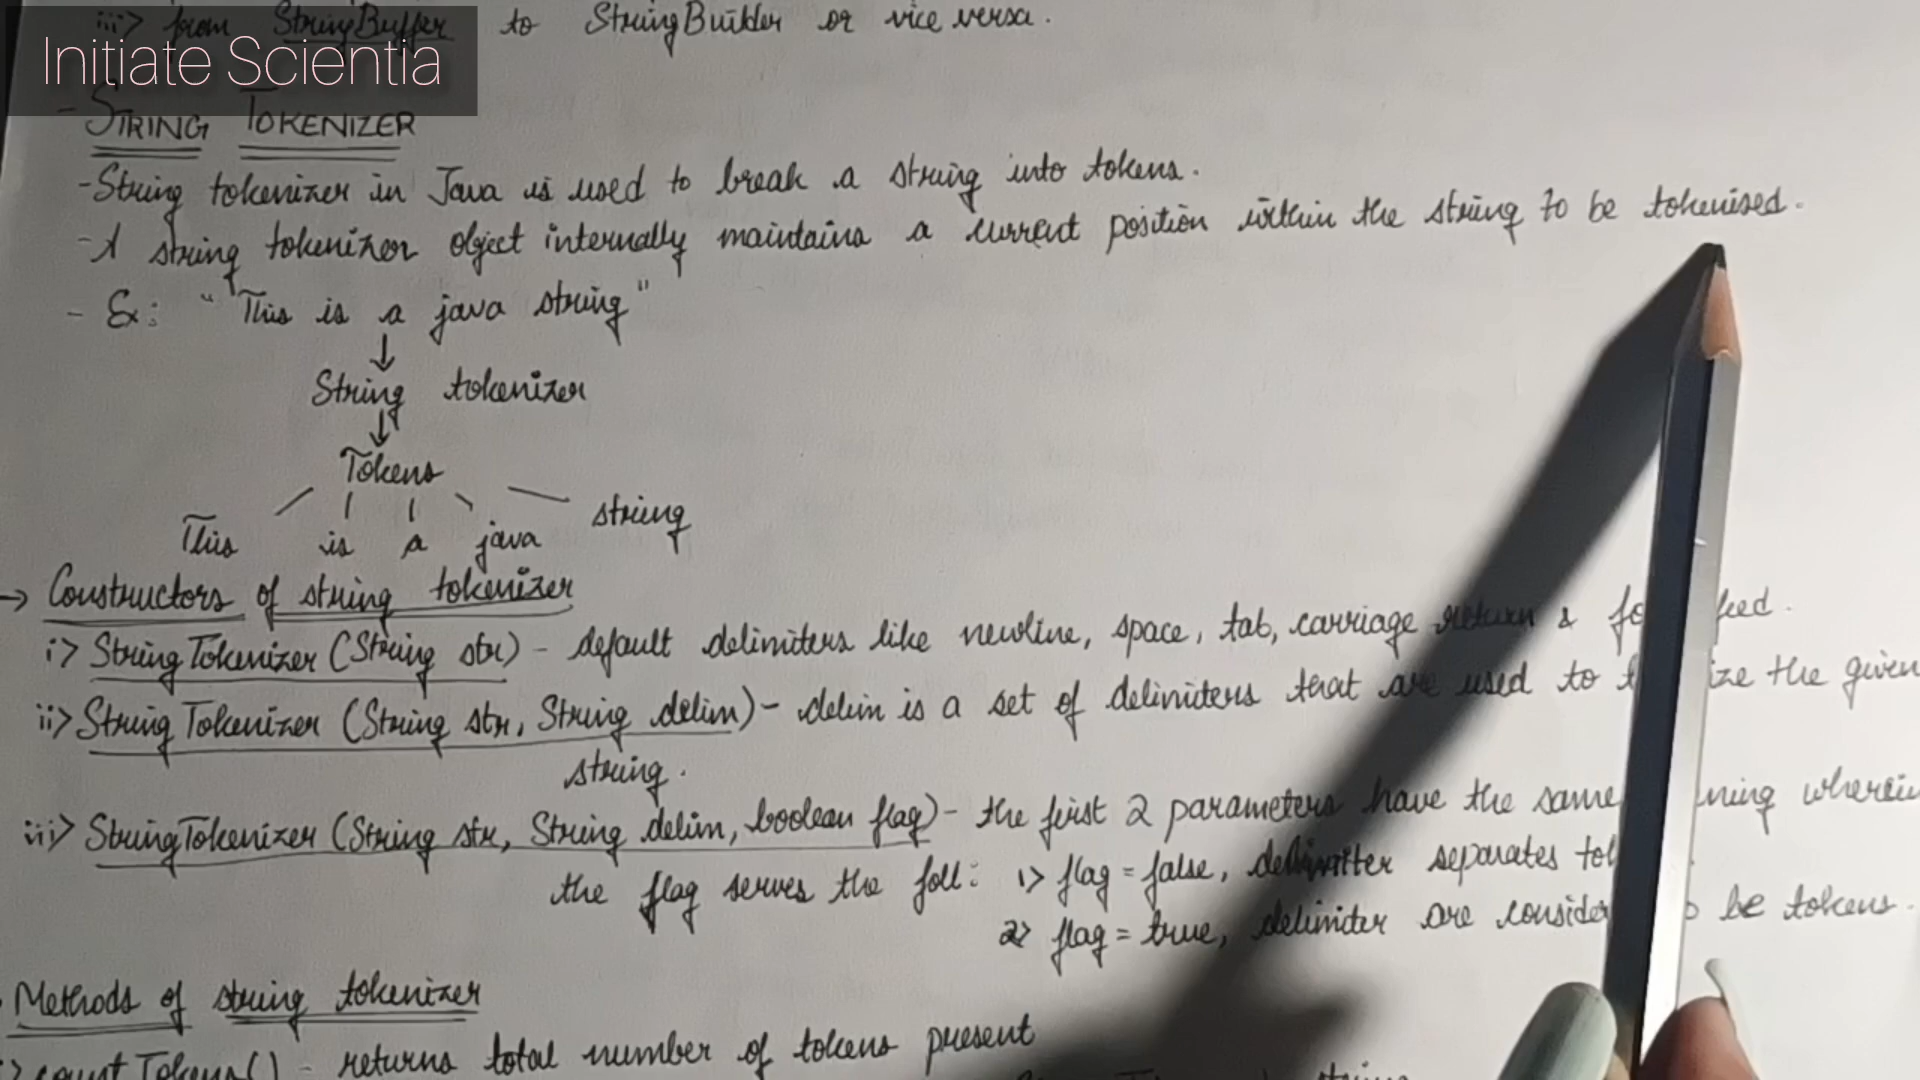 iii> from StringBuffer to StringBuilder or vice versa.
Initiate Scientia
- STRING TOKENIZER
- String tokenizer in Java is used to break a string into tokens.
- A string tokenizer object internally maintains a current position within the string to be tokenised.
- Ex: "This is a java string"
↓
String tokenizer
↓
Tokens
This is a java string
→ Constructors of string tokenizer
i> StringTokenizer (String str) - default delimiters like newline, space, tab, carriage return & feed.
ii> StringTokenizer (String str, String delim) - delim is a set of delimiters that are used to the given
string.
iii> StringTokenizer (String str, String delim, boolean flag) - the first 2 parameters have the same wherein
the flag serves the foll: 1> flag = false, delimitter separates
2> flag = true, delimiter are be tokens.
Methods of string tokenizer
countTokens() - returns total number of tokens present
string